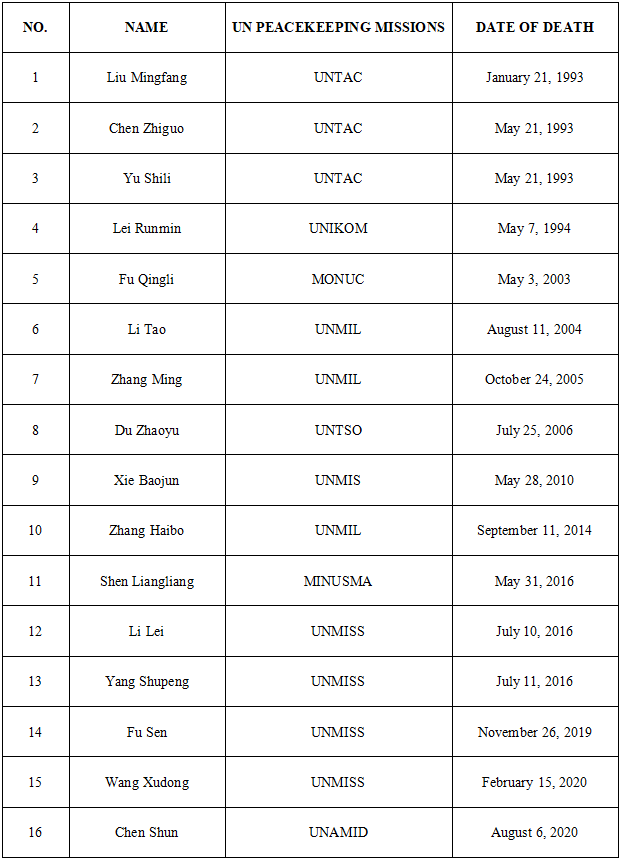 NO. NAME UN PEACEKEEPING MISSIONS DATE OF DEATH
1 Liu Mingfang UNTAC January 21, 1993
2 Chen Zhiguo UNTAC May 21, 1993
3 Yu Shili UNTAC May 21, 1993
4 Lei Runmin UNIKOM May 7, 1994
5 Fu Qingli MONUC May 3, 2003
6 Li Tao UNMIL August 11, 2004
7 Zhang Ming UNMIL October 24, 2005
8 Du Zhaoyu UNTSO July 25, 2006
9 Xie Baojun UNMIS May 28, 2010
10 Zhang Haibo UNMIL September 11, 2014
11 Shen Liangliang MINUSMA May 31, 2016
12 Li Lei UNMISS July 10, 2016
13 Yang Shupeng UNMISS July 11, 2016
14 Fu Sen UNMISS November 26, 2019
15 Wang Xudong UNMISS February 15, 2020
16 Chen Shun UNAMID August 6, 2020